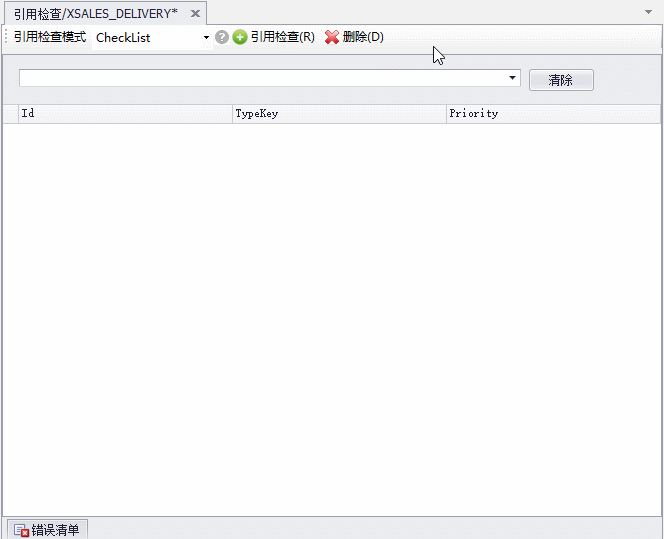 引用检查/XSALES_DELIVERY*
引用检查模式 CheckList 引用检查(R) 删除(D)
清除
Id TypeKey Priority
错误清单